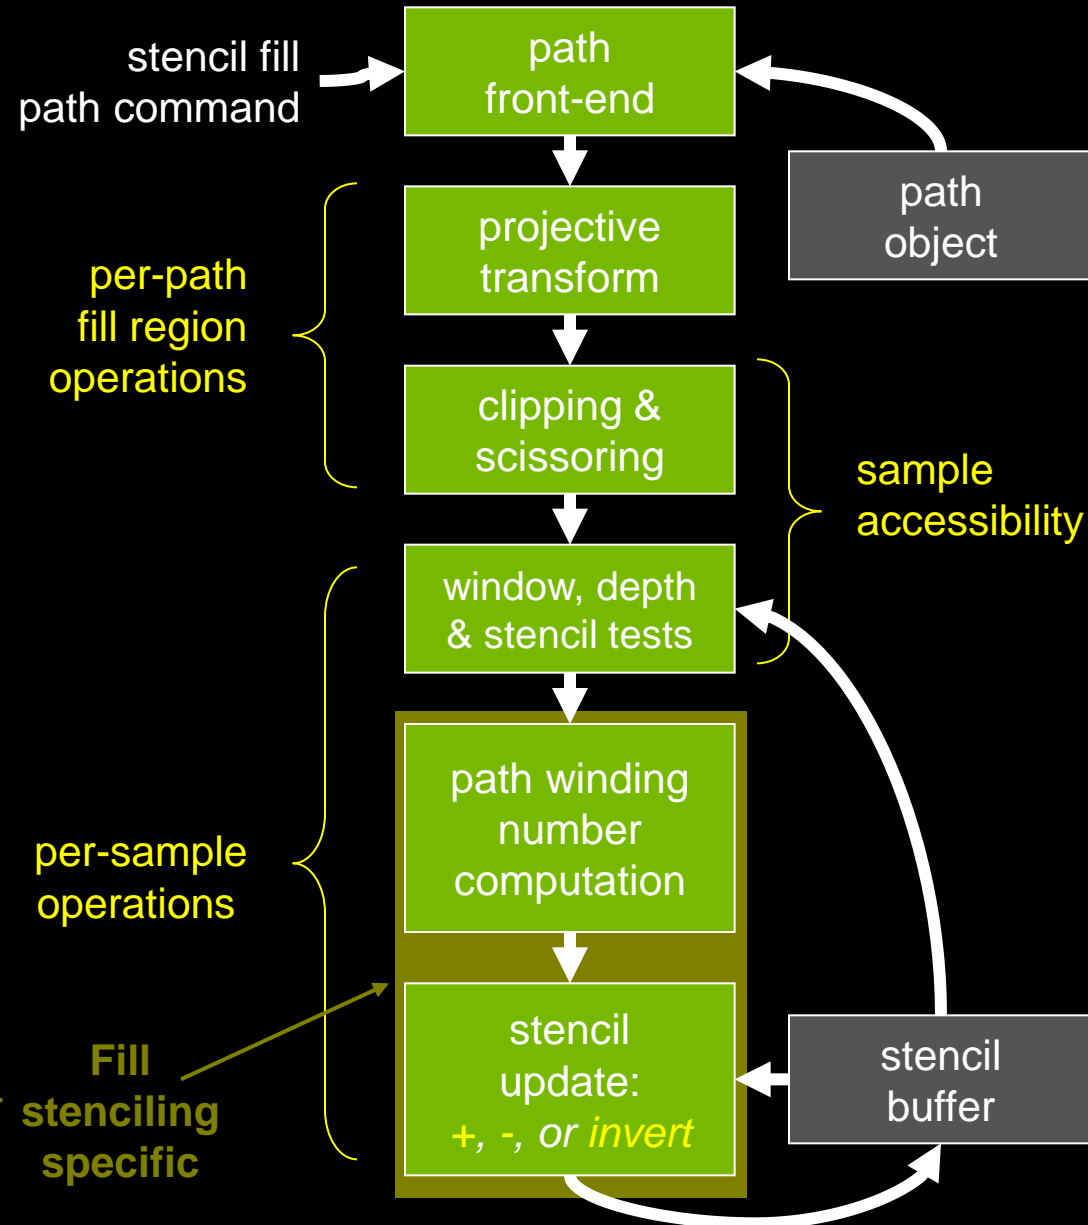 stencil fill
path command
path
front-end
path
object
projective
transform
per-path
fill region
operations
clipping &
scissoring
sample
accessibility
window, depth
& stencil tests
path winding
number
computation
per-sample
operations
stencil
update:
+, -, or invert
stencil
buffer
Fill
stenciling
specific